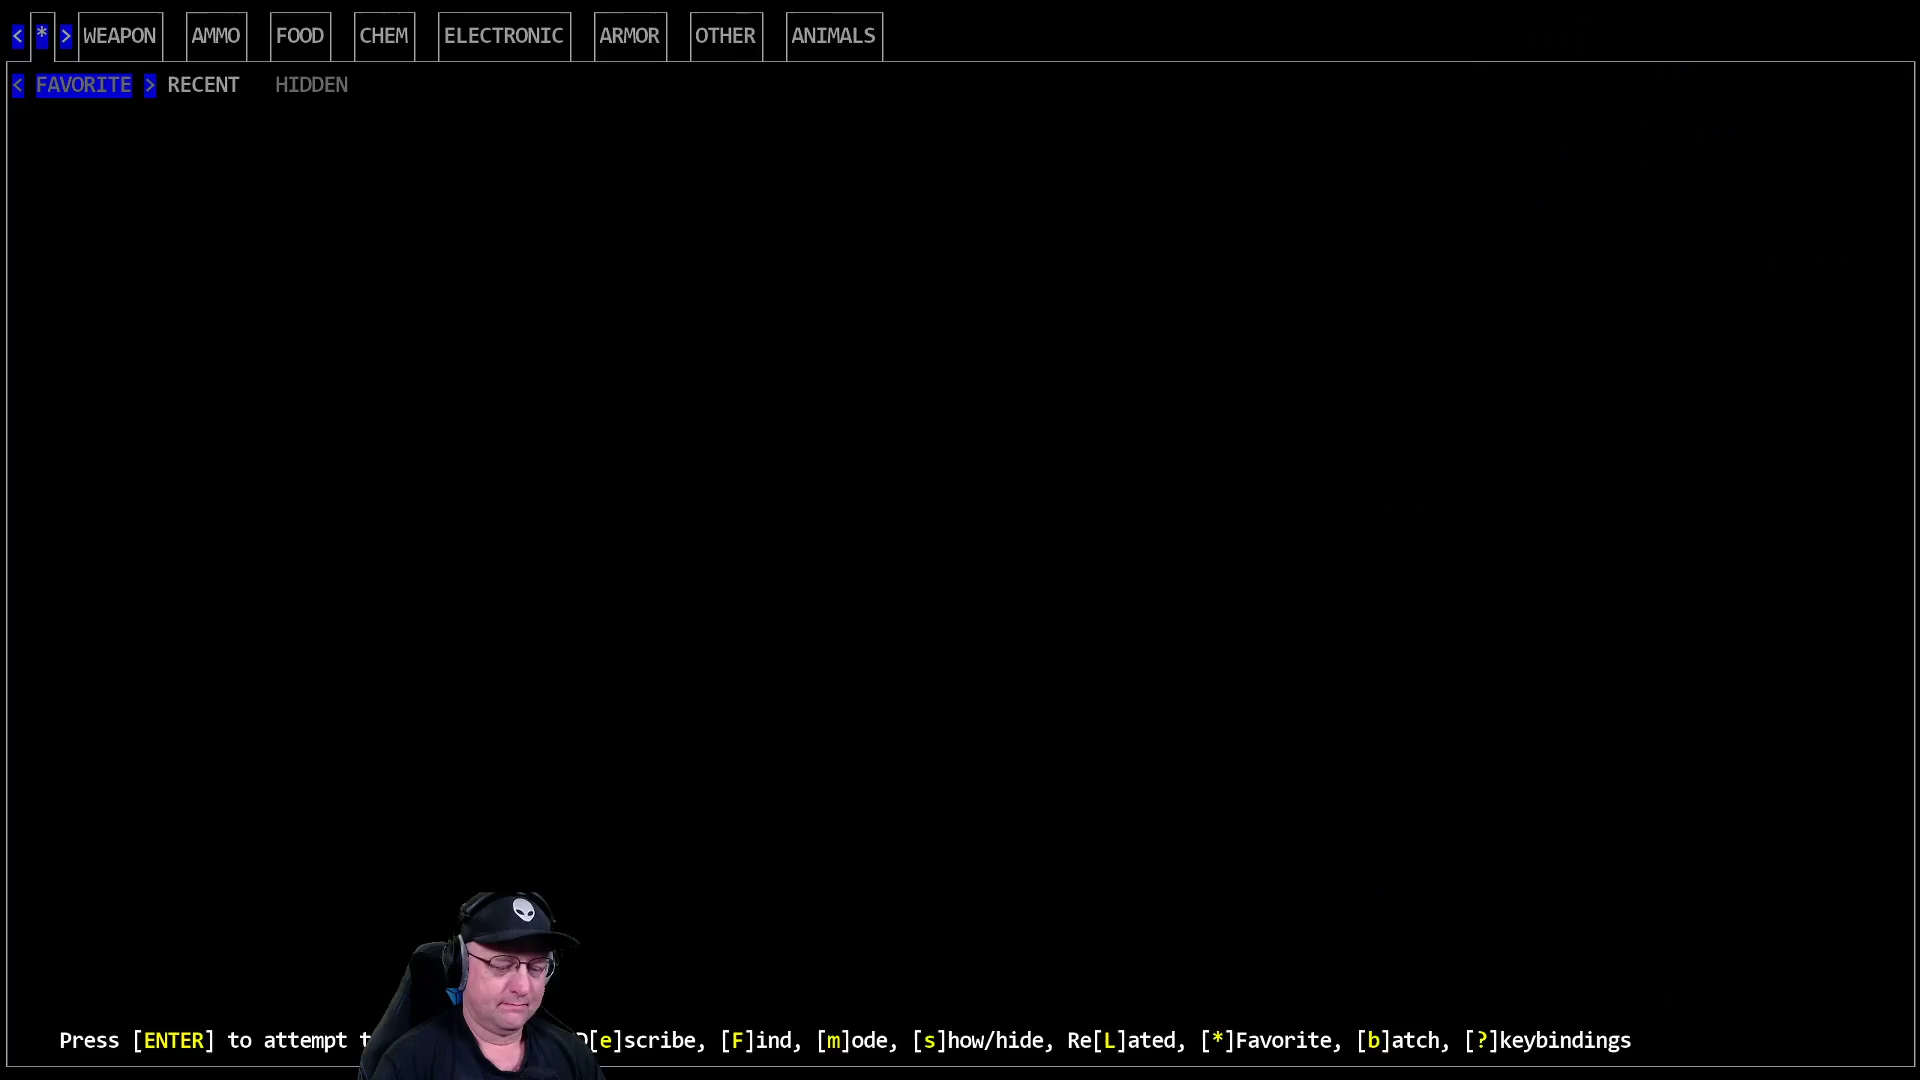 < * > WEAPON AMMO FOOD CHEM ELECTRONIC ARMOR OTHER ANIMALS
< FAVORITE > RECENT HIDDEN
Press [ENTER] to attempt [e]scribe, [F]ind, [m]ode, [s]how/hide, Re[L]ated, [*]Favorite, [b]atch, [?]keybindings